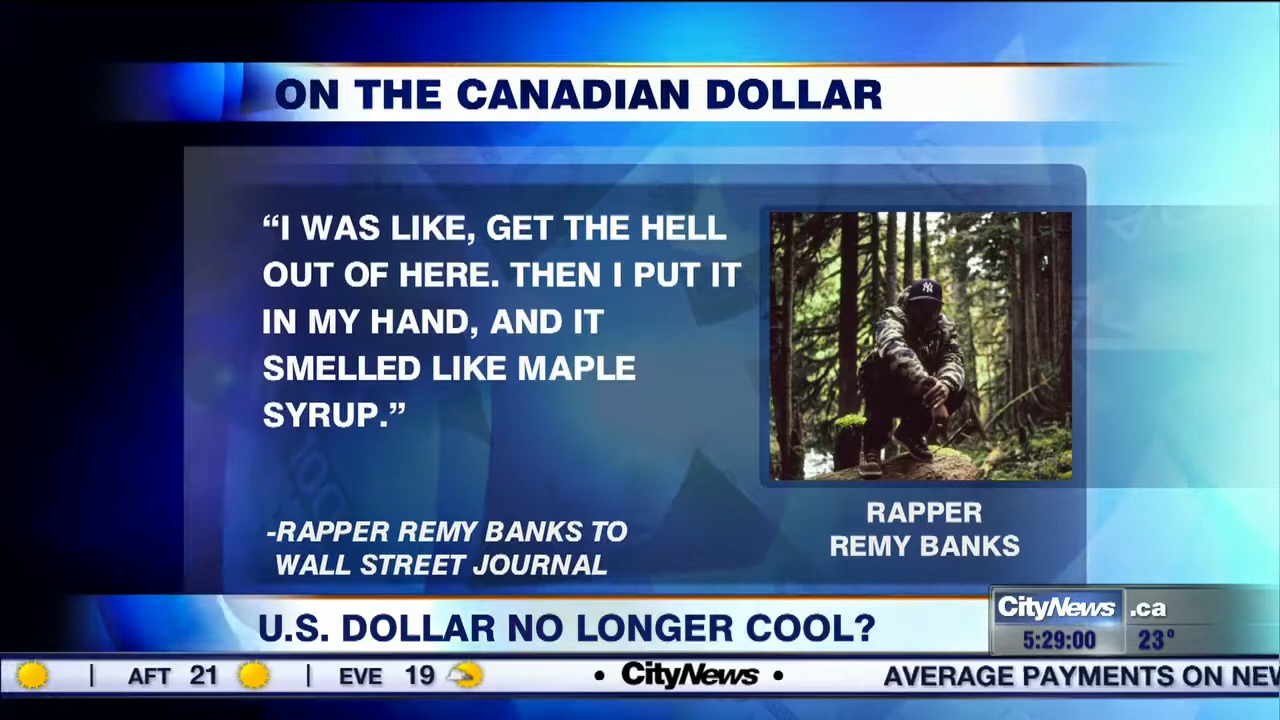 ON THE CANADIAN DOLLAR
“I WAS LIKE, GET THE HELL
OUT OF HERE. THEN I PUT IT
IN MY HAND, AND IT
SMELLED LIKE MAPLE
SYRUP.”
-RAPPER REMY BANKS TO
WALL STREET JOURNAL
RAPPER
REMY BANKS
U.S. DOLLAR NO LONGER COOL?
CityNews .ca
5:29:00 23°
| AFT 21 | EVE 19 • CityNews • AVERAGE PAYMENTS ON NEW